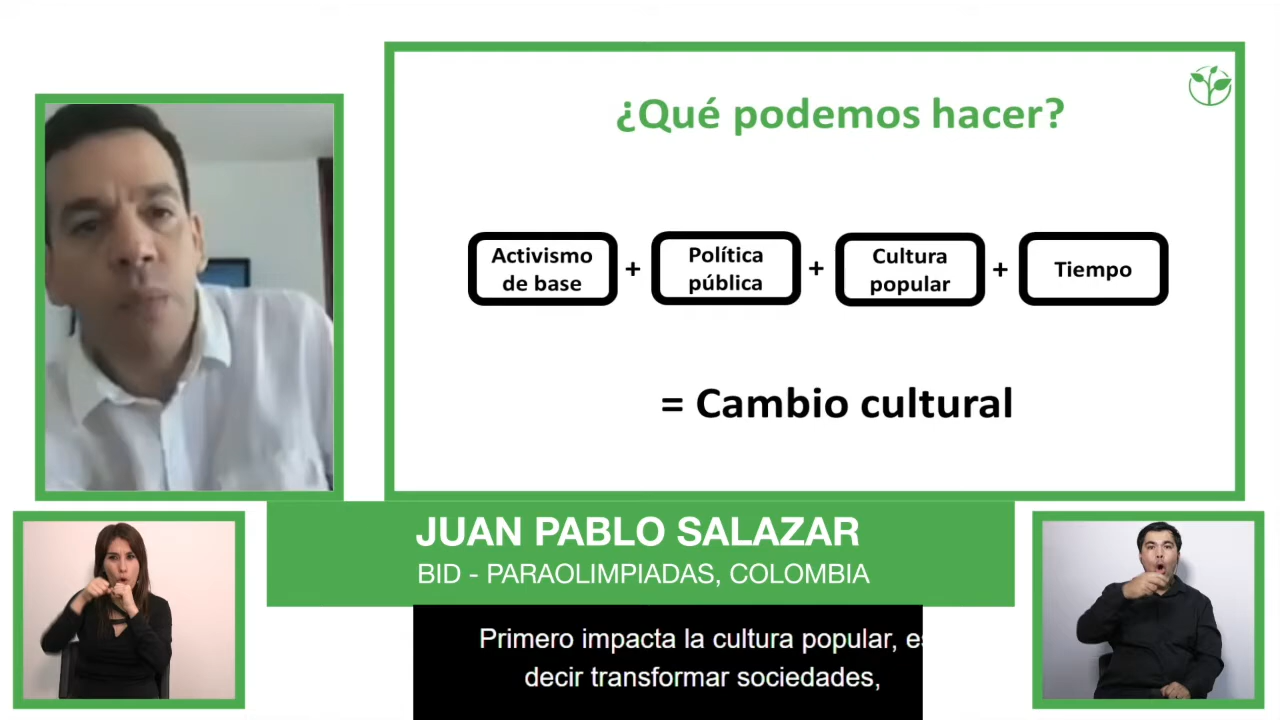 ¿Qué podemos hacer?
Activismo
de base
+
Política
pública
+
Cultura
popular
+
Tiempo
= Cambio cultural
JUAN PABLO SALAZAR
BID - PARAOLIMPIADAS, COLOMBIA
Primero impacta la cultura popular,
decir transformar sociedades,